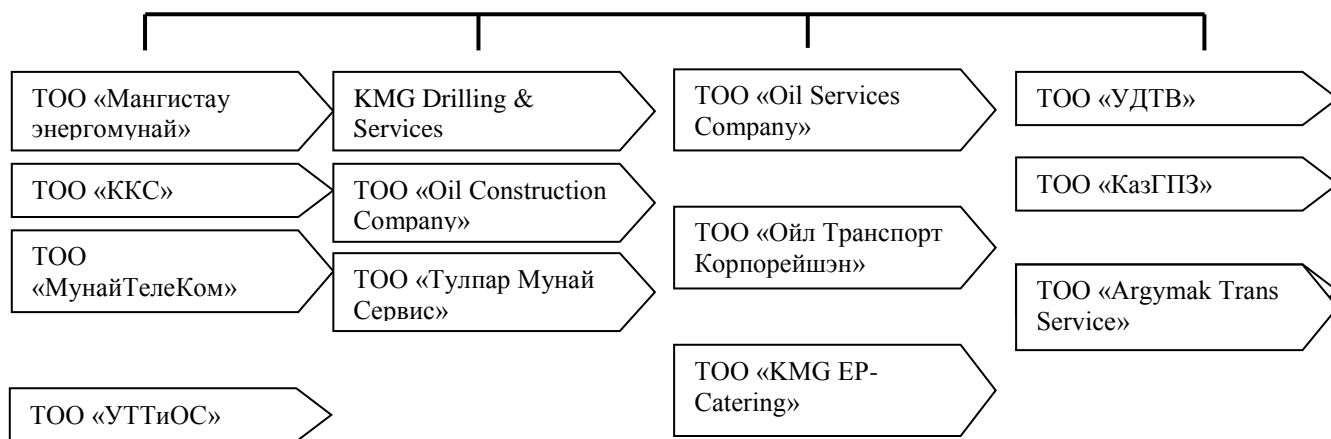 ТОО «Мангистау
энергомунай»
ТОО «ККС»
ТОО
«МунайТелеКом»
ТОО «УТТиОС»
KMG Drilling &
Services
ТОО «Oil Construction
Company»
ТОО «Тулпар Мунай
Сервис»
ТОО «Oil Services
Company»
ТОО «Ойл Транспорт
Корпорейшэн»
ТОО «KMG EP-
Catering»
ТОО «УДТВ»
ТОО «КазГПЗ»
ТОО «Argymak Trans
Service»